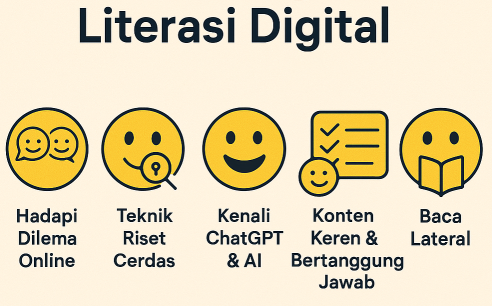 Literasi Digital
Hadapi
Dilema
Online
Teknik
Riset
Cerdas
Kenali
ChatGPT
& AI
Konten
Keren &
Bertanggung
Jawab
Baca
Lateral